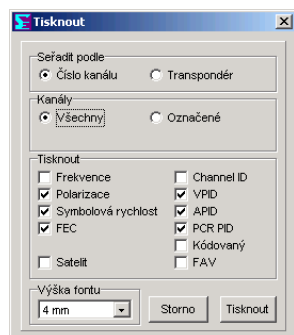 Tisknout
Seřadit podle
Číslo kanálu Transpondér
Kanály
Všechny Označené
Tisknout
Frekvence Channel ID
Polarizace VPID
Symbolová rychlost APID
FEC PCR PID
Kódovaný
Satelit FAV
Výška fontu
4 mm Storno Tisknout